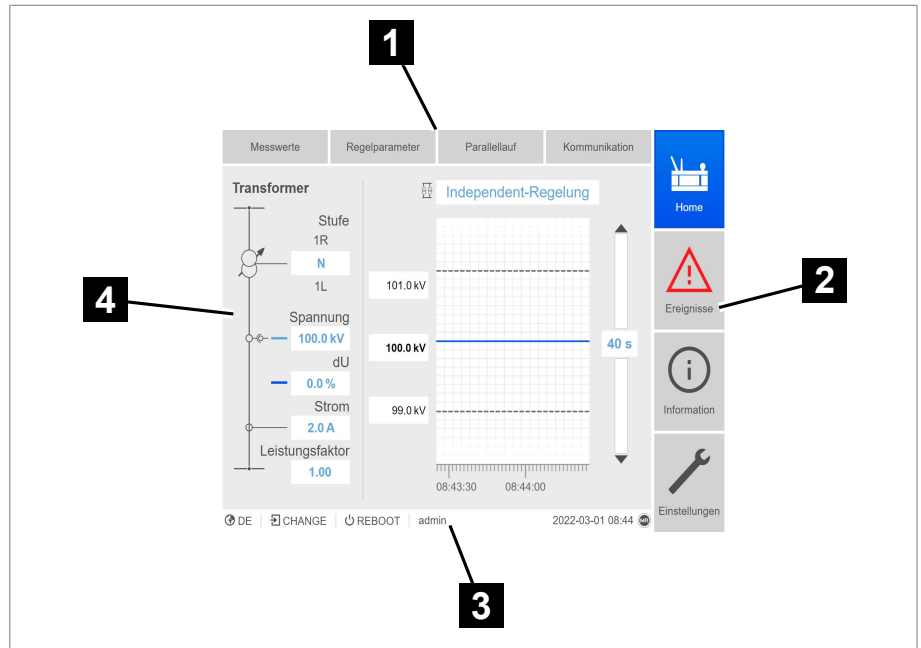 1
Messwerte
Regelparameter
Parallellauf
Kommunikation
Home
Ereignisse
2
Information
Einstellungen
Transformer
Independent-Regelung
Stufe
1R
N
1L
4
Spannung
100.0 kV
dU
0.0 %
Strom
2.0 A
Leistungsfaktor
1.00
101.0 kV
100.0 kV
99.0 kV
40 s
08:43:30
08:44:00
DE
CHANGE
REBOOT
admin
2022-03-01 08:44
MR
3